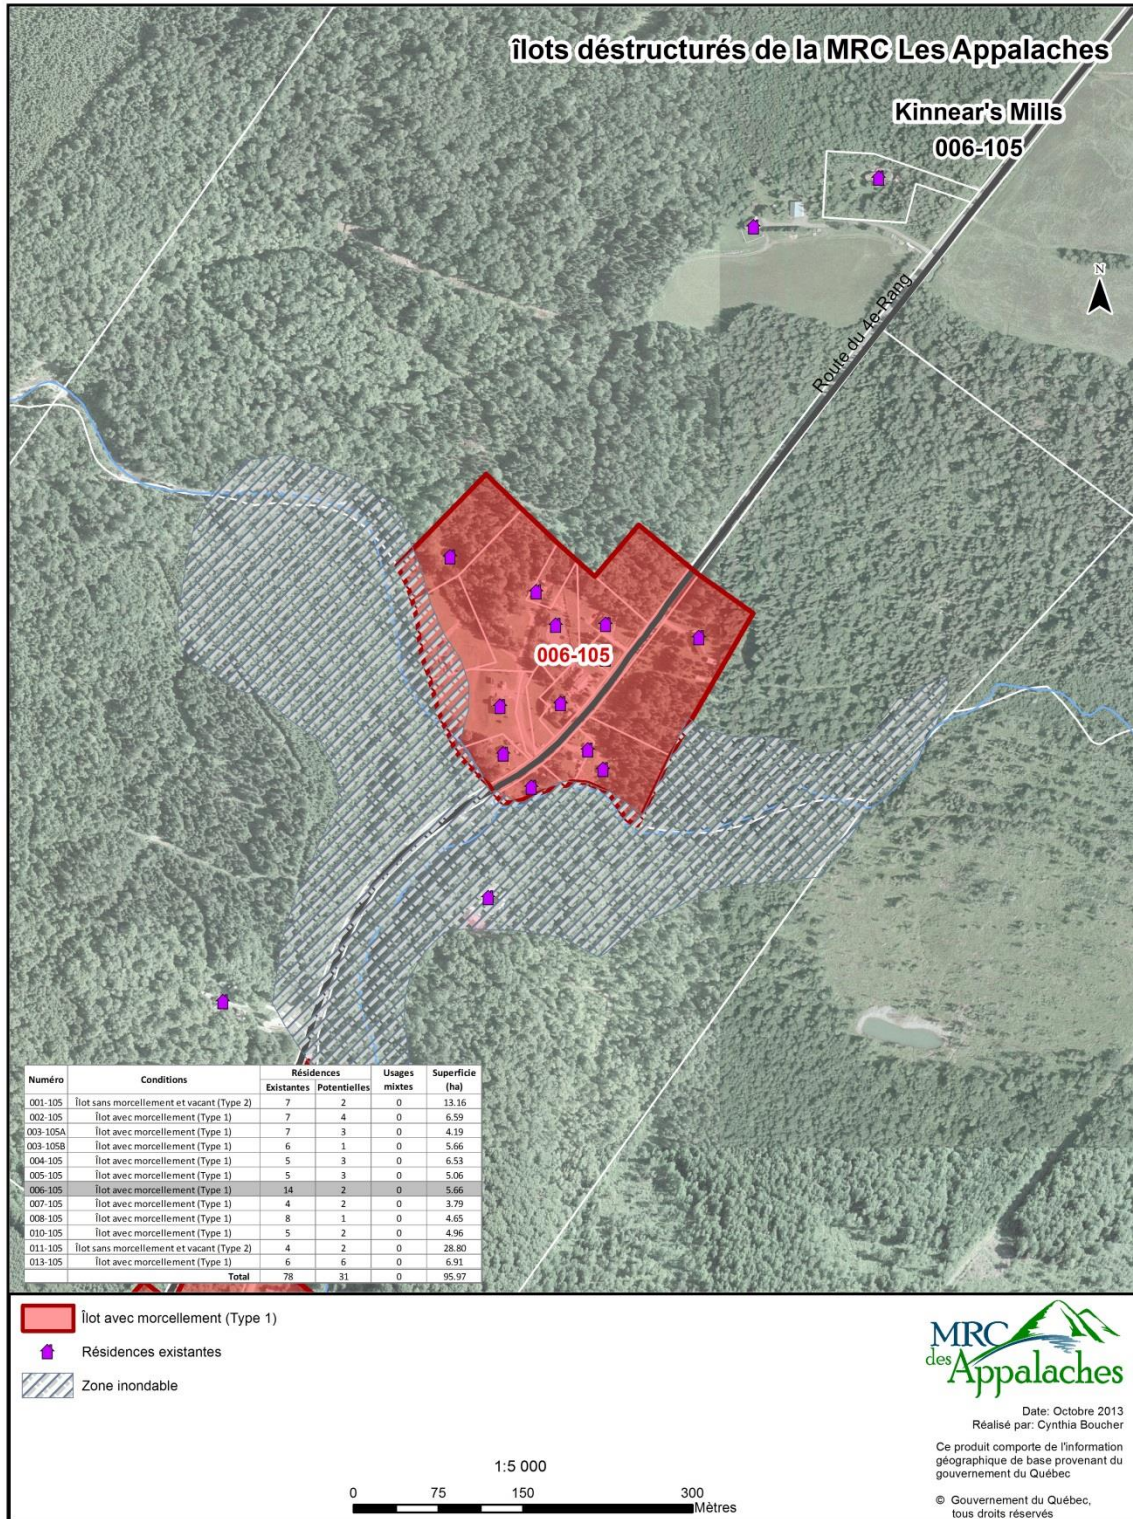 îlots déstructurés de la MRC Les Appalaches
Kinnear's Mills
006-105
N
Route du 4e-Rang
006-105
Numéro Conditions Résidences Usages mixtes Superficie (ha)
Existantes Potentielles
001-105 Îlot sans morcellement et vacant (Type 2) 7 2 0 13.16
002-105 Îlot avec morcellement (Type 1) 7 4 0 6.59
003-105A Îlot avec morcellement (Type 1) 7 3 0 4.19
003-105B Îlot avec morcellement (Type 1) 6 1 0 5.66
004-105 Îlot avec morcellement (Type 1) 5 3 0 6.53
005-105 Îlot avec morcellement (Type 1) 5 3 0 5.06
006-105 Îlot avec morcellement (Type 1) 14 2 0 5.66
007-105 Îlot avec morcellement (Type 1) 4 2 0 3.79
008-105 Îlot avec morcellement (Type 1) 8 1 0 4.65
010-105 Îlot avec morcellement (Type 1) 5 2 0 4.96
011-105 Îlot sans morcellement et vacant (Type 2) 4 2 0 28.80
013-105 Îlot avec morcellement (Type 1) 6 6 0 6.91
Total 78 31 0 95.97
Îlot avec morcellement (Type 1)
Résidences existantes
Zone inondable
MRC
des Appalaches
Date: Octobre 2013
Réalisé par: Cynthia Boucher
Ce produit comporte de l'information
géographique de base provenant du
gouvernement du Québec
© Gouvernement du Québec,
tous droits réservés
1:5 000
0 75 150 300
Mètres